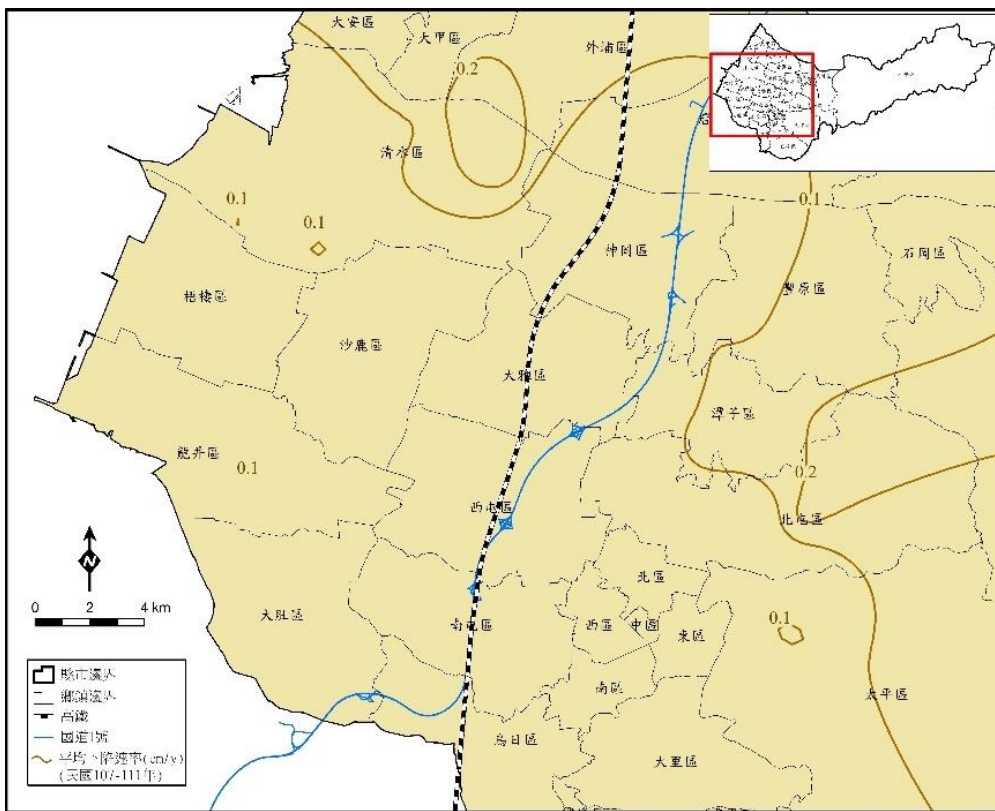 大安區
大甲區
外埔區
0.2
清水區
0.1
0.1
0.1
神岡區
石岡區
豐原區
梧棲區
沙鹿區
大雅區
潭子區
龍井區
0.1
0.2
西屯區
北屯區
北區
大肚區
南屯區
西區
中區
東區
0.1
南區
太平區
烏日區
大里區
N
0 2 4 km
縣市邊界
鄉鎮邊界
高鐵
國道1號
平均下陷速率(cm/y)
(民國107-111年)